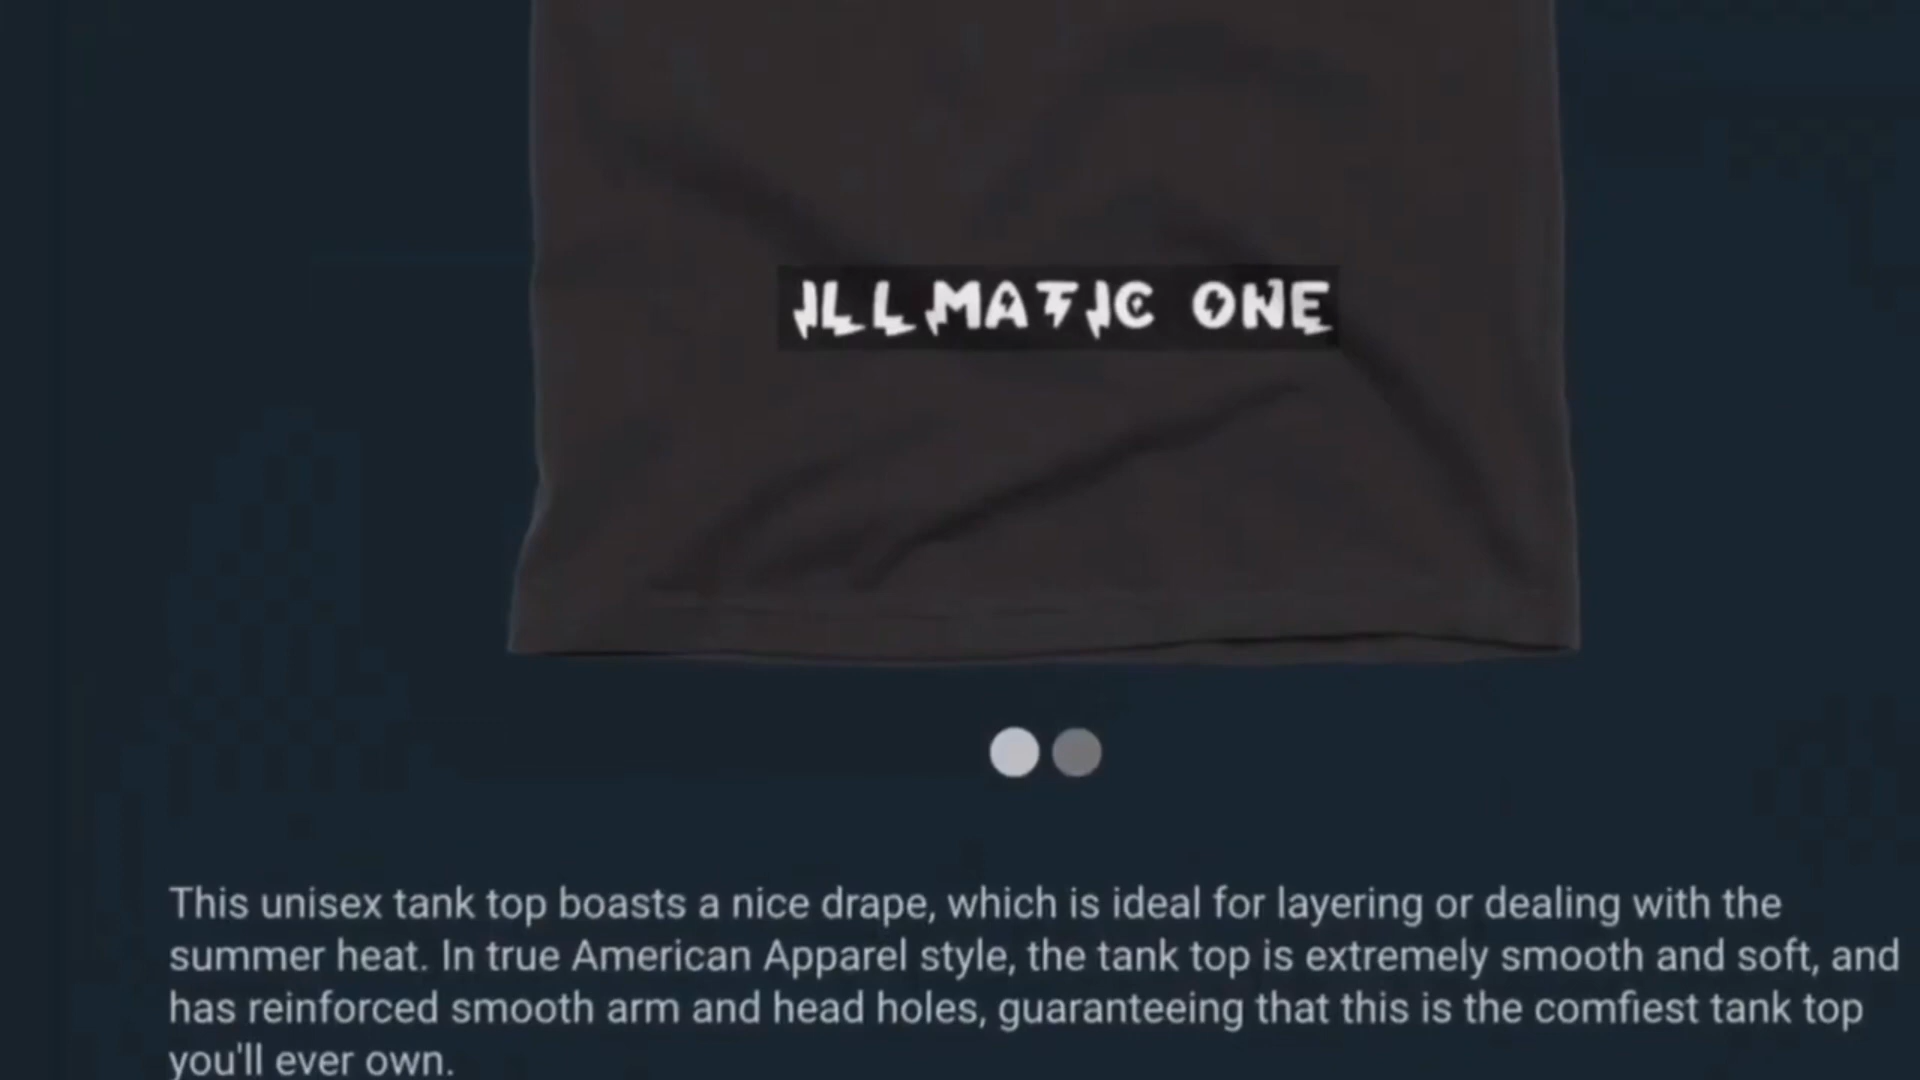 ILLMATIC ONE
This unisex tank top boasts a nice drape, which is ideal for layering or dealing with the
summer heat. In true American Apparel style, the tank top is extremely smooth and soft, and
has reinforced smooth arm and head holes, guaranteeing that this is the comfiest tank top
you'll ever own.